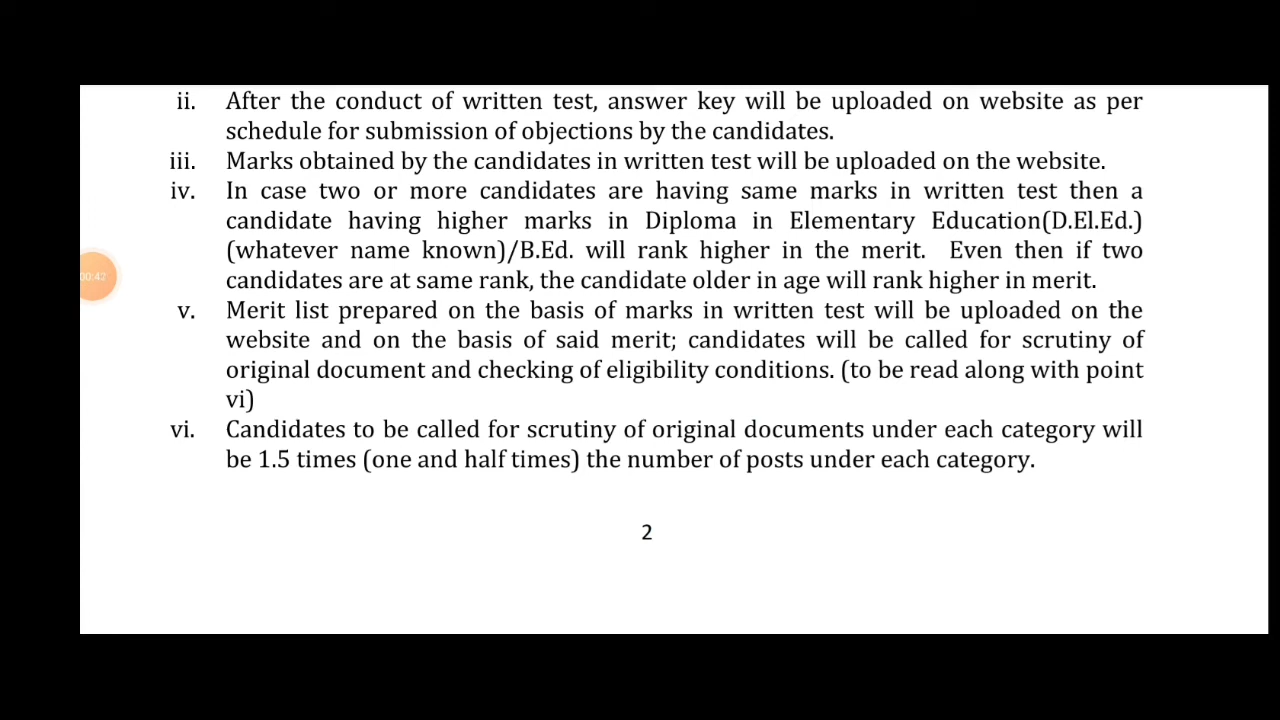 ii. After the conduct of written test, answer key will be uploaded on website as per
schedule for submission of objections by the candidates.
iii. Marks obtained by the candidates in written test will be uploaded on the website.
iv. In case two or more candidates are having same marks in written test then a
candidate having higher marks in Diploma in Elementary Education(D.El.Ed.)
00:42
(whatever name known)/B.Ed. will rank higher in the merit. Even then if two
candidates are at same rank, the candidate older in age will rank higher in merit.
v. Merit list prepared on the basis of marks in written test will be uploaded on the
website and on the basis of said merit; candidates will be called for scrutiny of
original document and checking of eligibility conditions. (to be read along with point
vi)
vi. Candidates to be called for scrutiny of original documents under each category will
be 1.5 times (one and half times) the number of posts under each category.
2